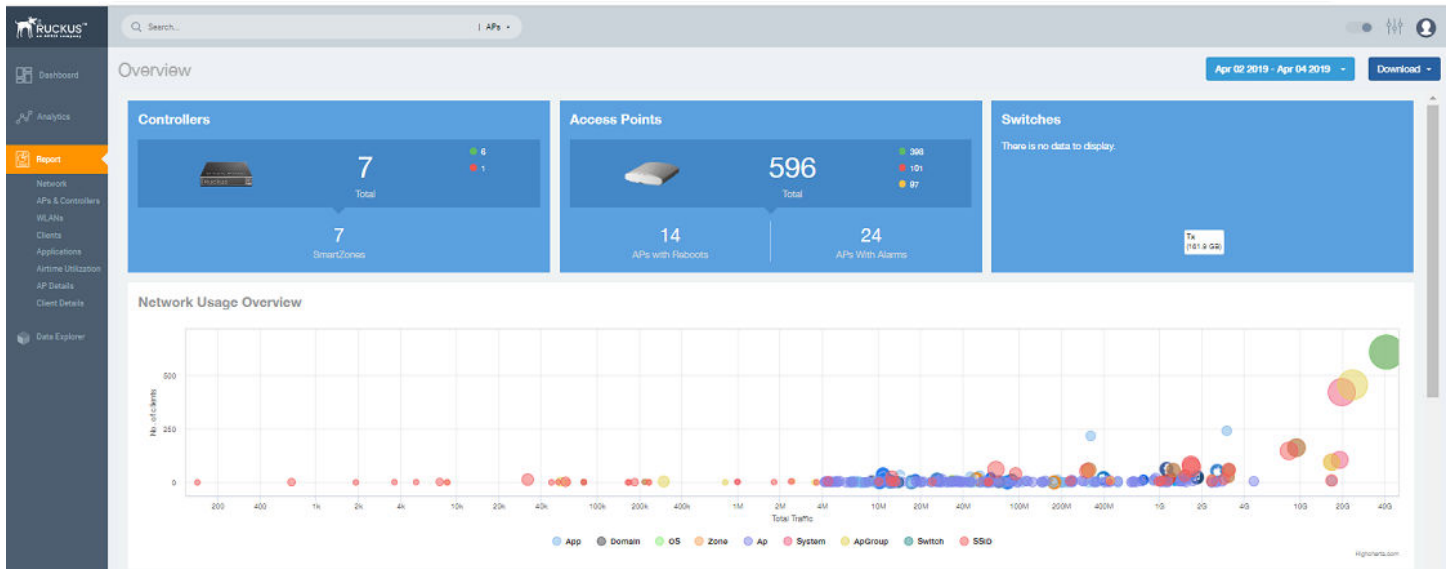 RUCKUS™
Search...
| APs
Dashboard
Analytics
Report
Network
APs & Controllers
WLANs
Clients
Applications
Airtime Utilization
AP Details
Client Details
Data Explorer
Overview
Apr 02 2019 - Apr 04 2019
Download
Controllers
7
Total
6
1
7
SmartZones
Access Points
596
Total
398
101
97
14
APs with Reboots
24
APs With Alarms
Switches
There is no data to display.
Tx
(161.9 GB)
Network Usage Overview
No. of clients
500
250
0
200 400 1k 2k 4k 10k 20k 40k 100k 200k 400k 1M 2M 4M 10M 20M 40M 100M 200M 400M 1G 2G 4G 10G 20G 40G
Total Traffic
App Domain OS Zone Ap System ApGroup Switch SSID
Highcharts.com